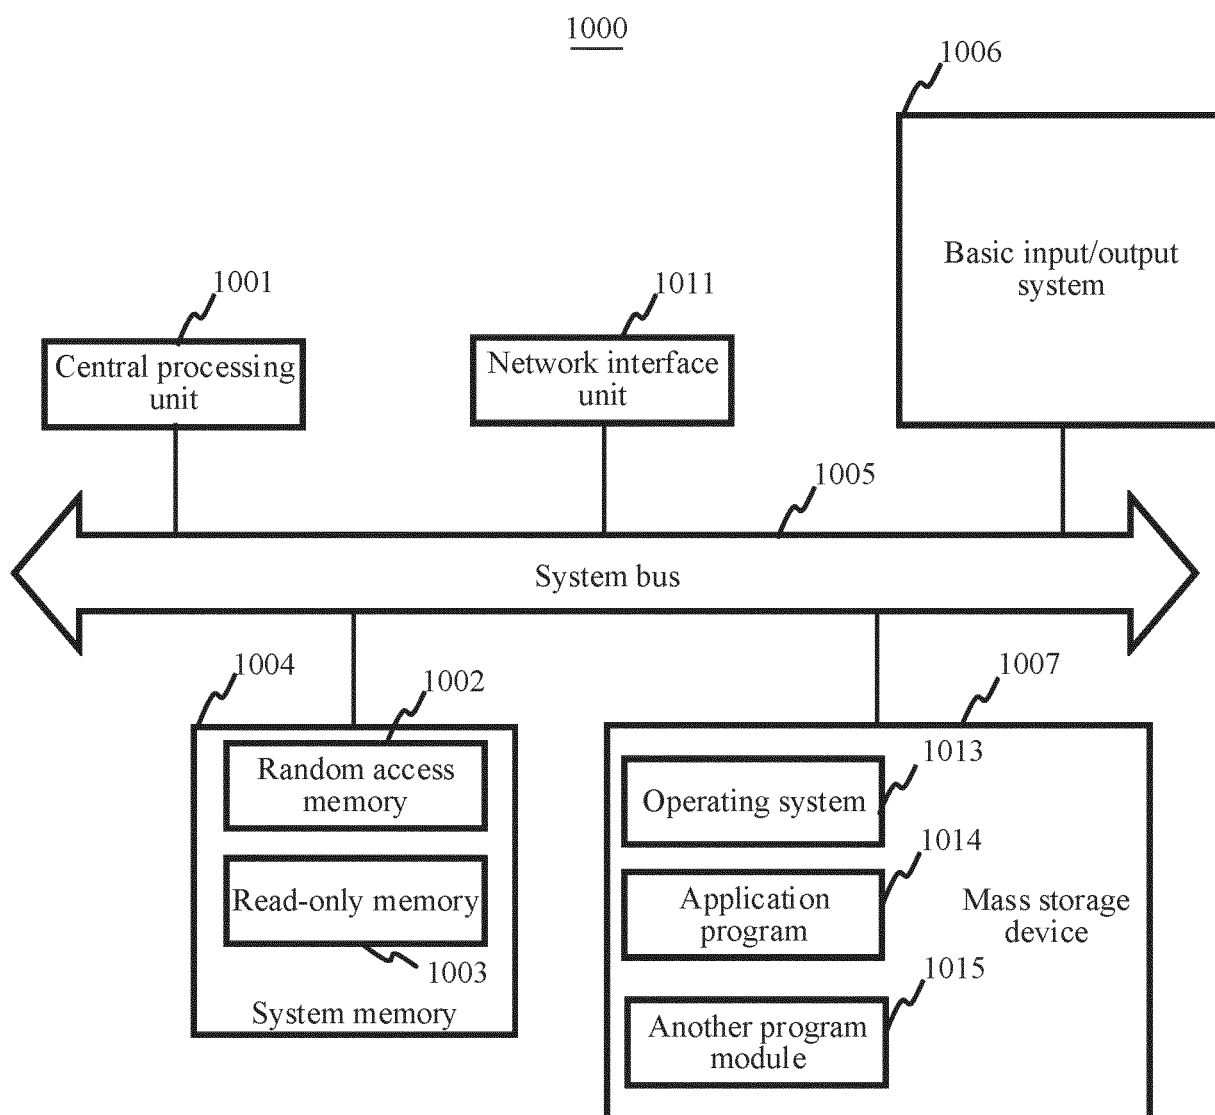 1000
1006
Basic input/output
system
1001
Central processing
unit
1011
Network interface
unit
1005
System bus
1004
1002
Random access
memory
Read-only memory
1003
System memory
1007
1013
Operating system
1014
Application
program
Mass storage
device
1015
Another program
module